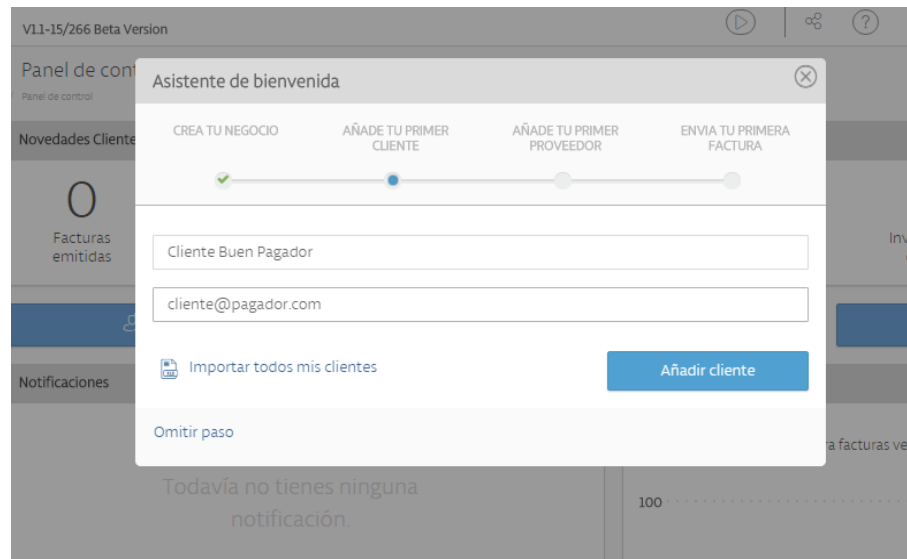 V1.1-15/266 Beta Version
?
Panel de cont
Panel de control
Asistente de bienvenida
Novedades Cliente
CREA TU NEGOCIO
AÑADE TU PRIMER
CLIENTE
AÑADE TU PRIMER
PROVEEDOR
ENVIA TU PRIMERA
FACTURA
0
Facturas
emitidas
Inv
Cliente Buen Pagador
cliente@pagador.com
Importar todos mis clientes
Añadir cliente
Notificaciones
Omitir paso
a facturas ve
Todavía no tienes ninguna
notificación.
100